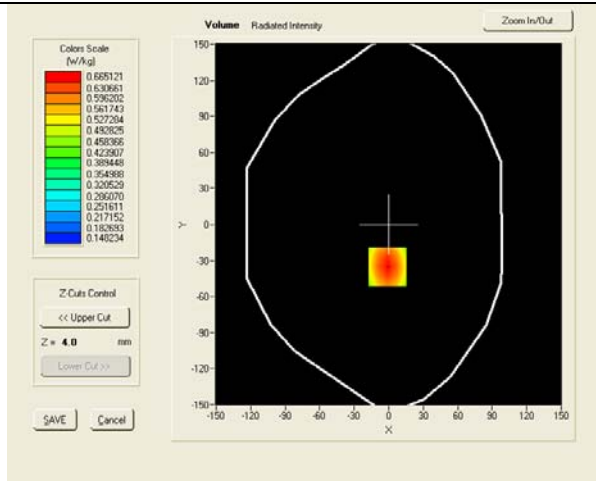 Volume Radiated Intensity
Zoom In/Out
Colors Scale
(W/kg)
0.665121
0.630661
0.596202
0.561743
0.527284
0.492825
0.458366
0.423907
0.389448
0.354988
0.320529
0.286070
0.251611
0.217152
0.182693
0.148234
Z-Cuts Control
<< Upper Cut
Z = 4.0 mm
Lower Cut >>
SAVE Cancel
150-
120-
90-
60-
30-
0-
-30-
-60-
-90-
-120-
-150-
Y
-150 -120 -90 -60 -30 0 30 60 90 120 150
X